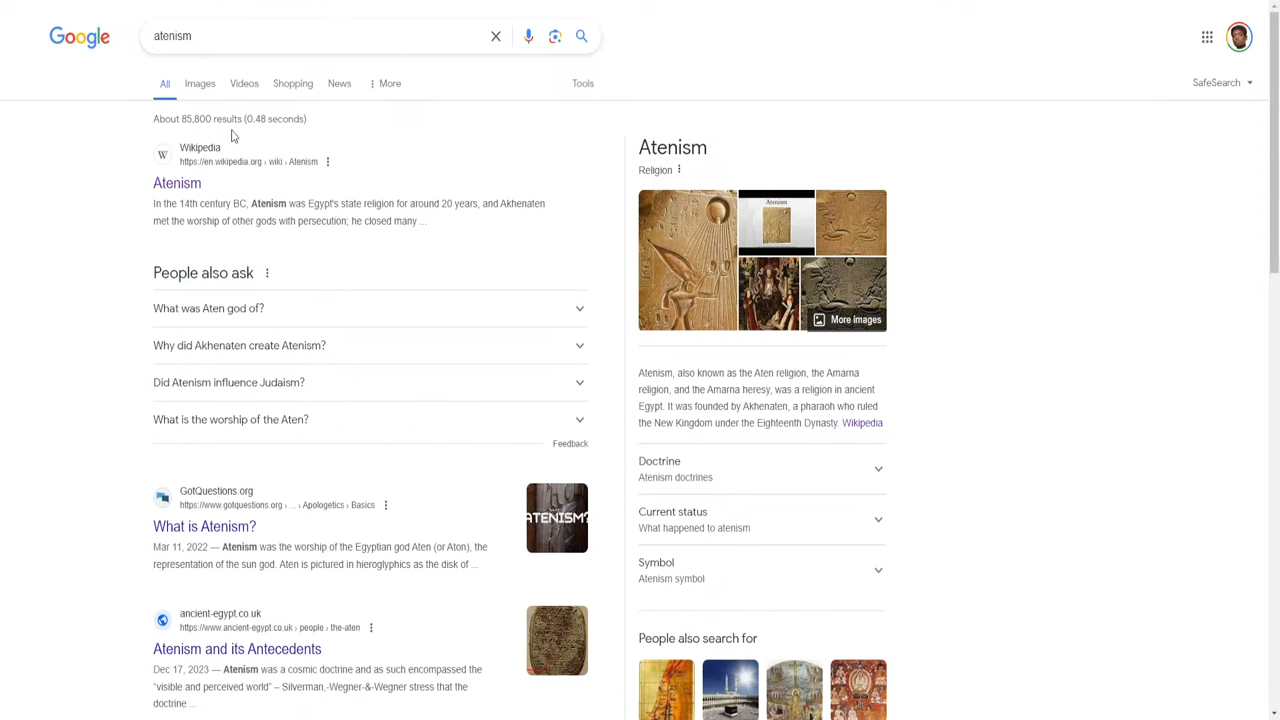 Google
atenism
All Images Videos Shopping News More Tools
SafeSearch
About 85,800 results (0.48 seconds)
W
Wikipedia
https://en.wikipedia.org › wiki › Atenism
Atenism
In the 14th century BC, Atenism was Egypt's state religion for around 20 years, and Akhenaten
met the worship of other gods with persecution; he closed many ...
People also ask
What was Aten god of?
Why did Akhenaten create Atenism?
Did Atenism influence Judaism?
What is the worship of the Aten?
Feedback
GotQuestions.org
https://www.gotquestions.org › ... › Apologetics › Basics
What is Atenism?
Mar 11, 2022 — Atenism was the worship of the Egyptian god Aten (or Aton), the
representation of the sun god. Aten is pictured in hieroglyphics as the disk of ...
ATENISM?
ancient-egypt.co.uk
https://www.ancient-egypt.co.uk › people › the-aten
Atenism and its Antecedents
Dec 17, 2023 — Atenism was a cosmic doctrine and as such encompassed the
“visible and perceived world” – Silverman,-Wegner-&-Wegner stress that the
doctrine ...
Atenism
Religion
Atenism
More images
Atenism, also known as the Aten religion, the Amarna
religion, and the Amarna heresy, was a religion in ancient
Egypt. It was founded by Akhenaten, a pharaoh who ruled
the New Kingdom under the Eighteenth Dynasty. Wikipedia
Doctrine
Atenism doctrines
Current status
What happened to atenism
Symbol
Atenism symbol
People also search for